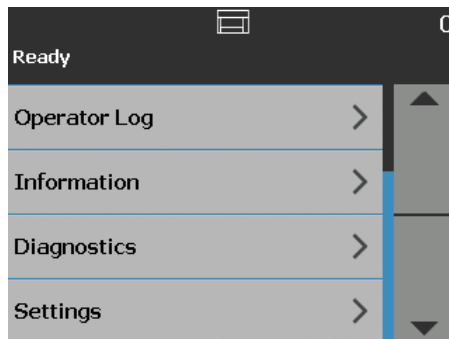 Ready
Operator Log
Information
Diagnostics
Settings